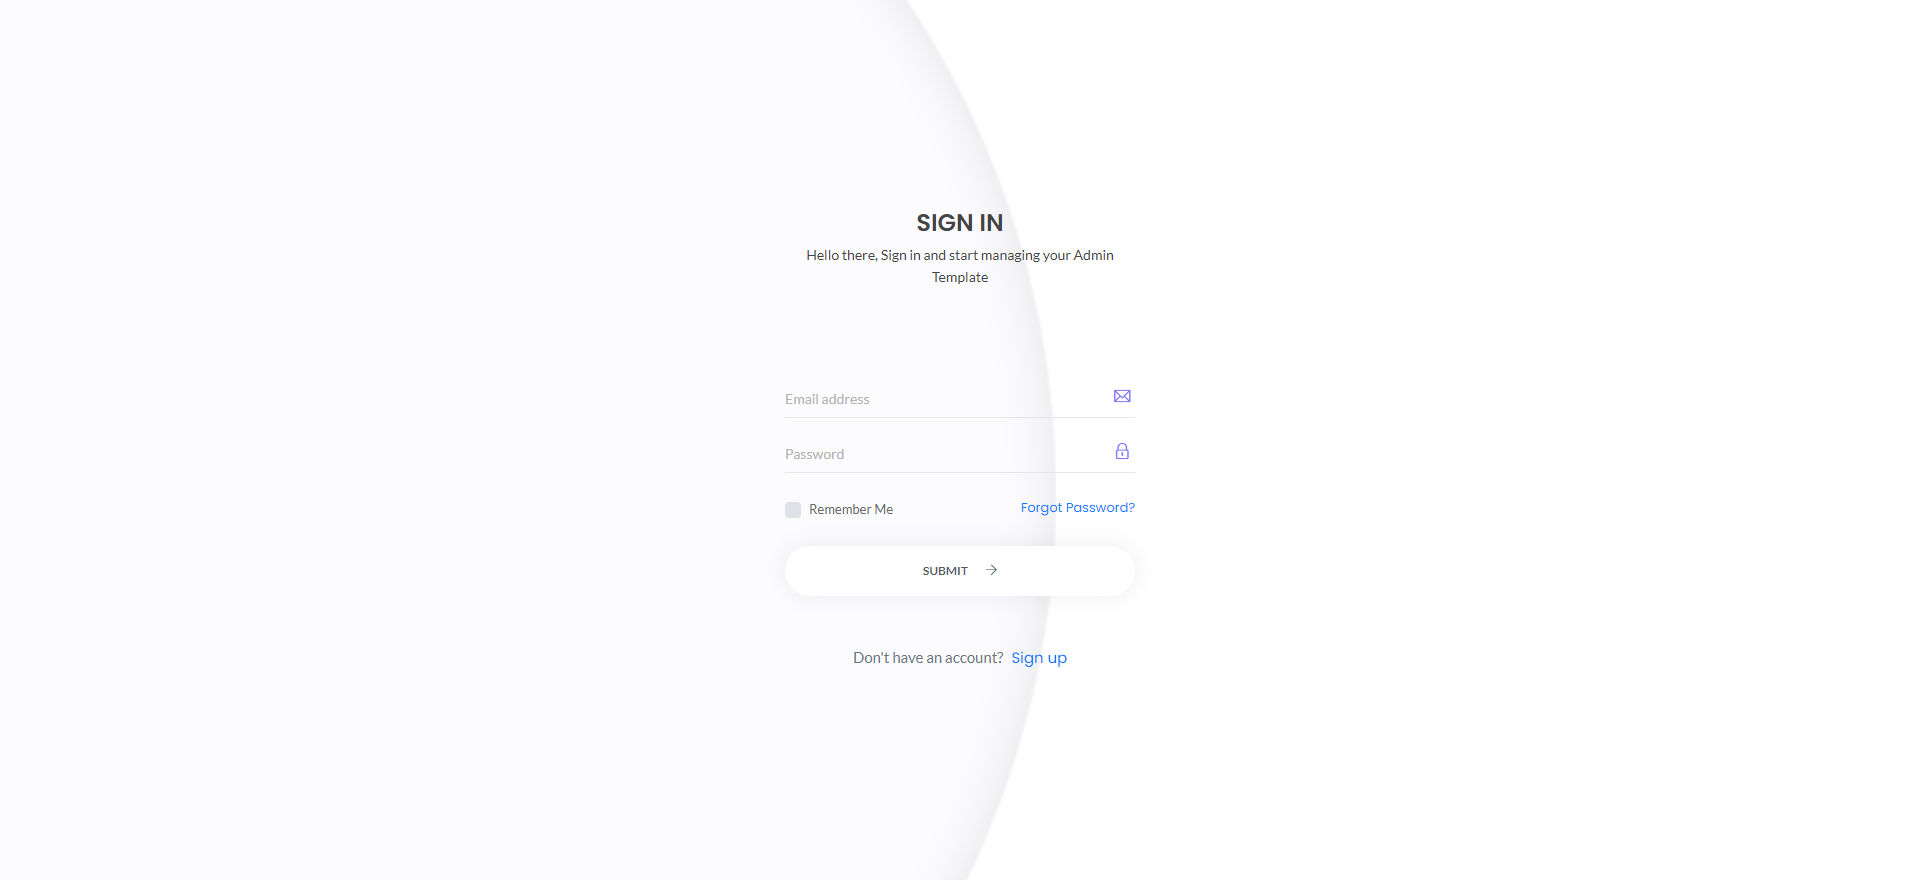 SIGN IN
Hello there, Sign in and start managing your Admin
Template
Email address
Password
Remember Me
Forgot Password?
SUBMIT
Don't have an account? Sign up